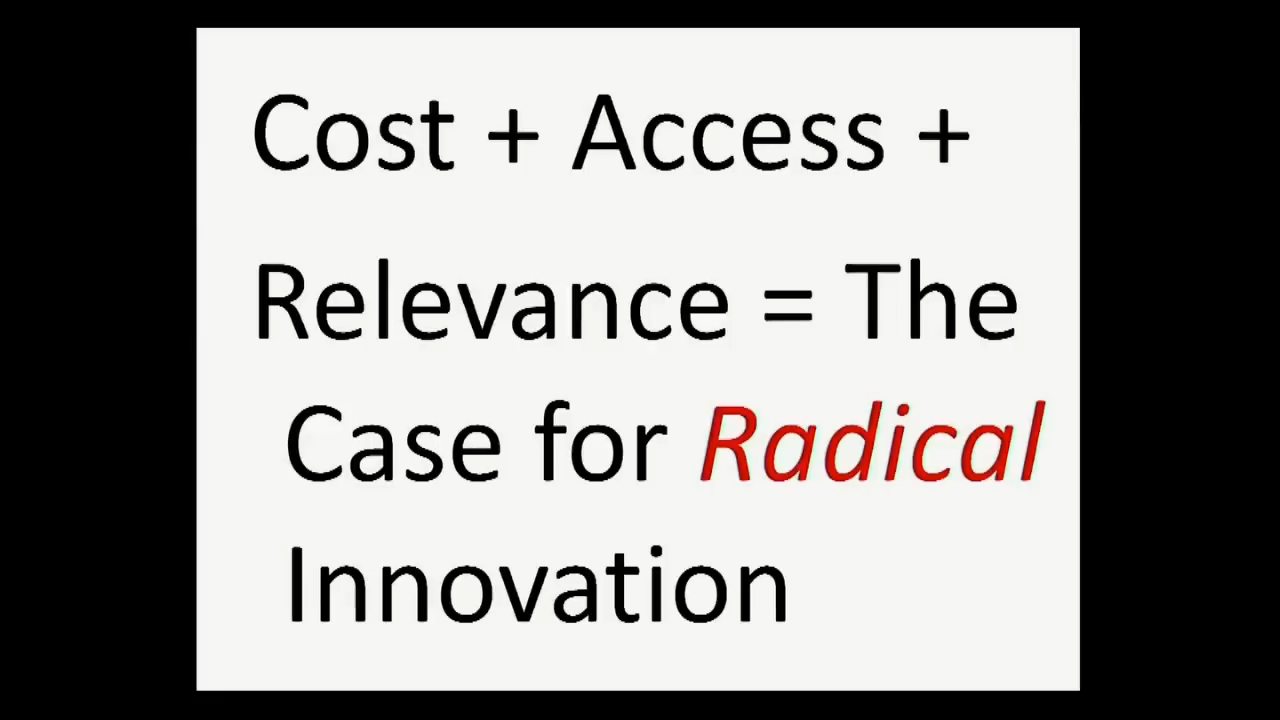 Cost + Access +
Relevance = The
Case for Radical
Innovation